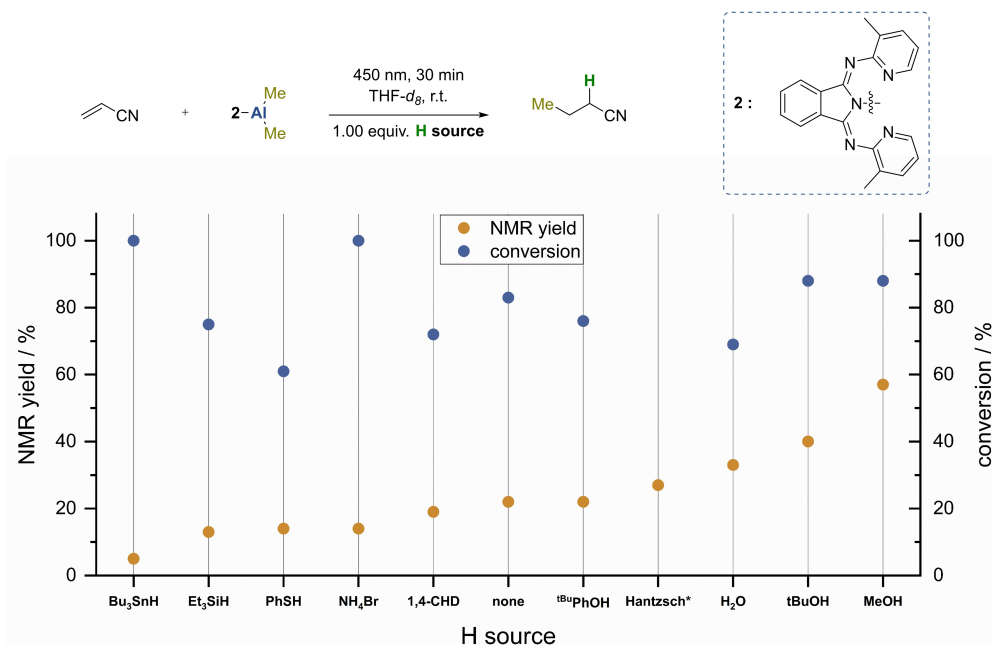 CN
+
2–Al
Me
Me
450 nm, 30 min
THF-d8, r.t.
1.00 equiv. H source
Me
H
CN
2 :
N
N
N
N
N
NMR yield
conversion
NMR yield / %
0
20
40
60
80
100
conversion / %
0
20
40
60
80
100
Bu3SnH
Et3SiH
PhSH
NH4Br
1,4-CHD
none
tBuPhOH
Hantzsch*
H2O
tBuOH
MeOH
H source